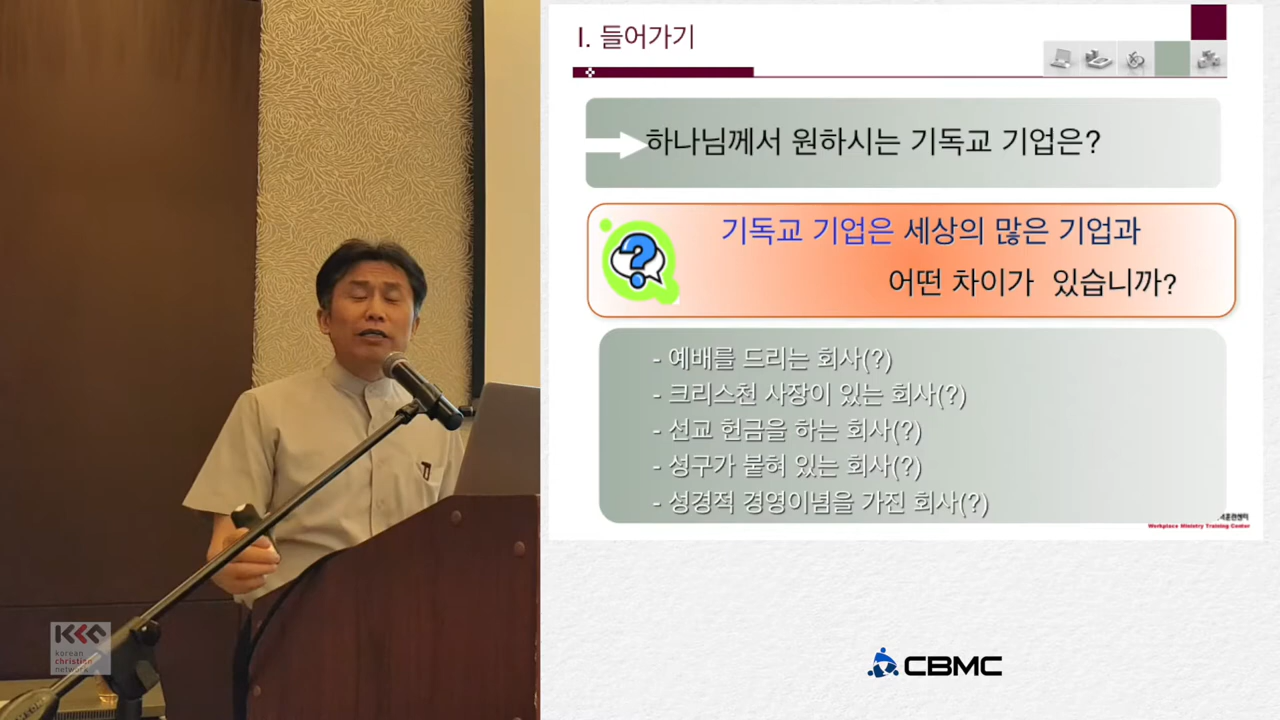 I. 들어가기
하나님께서 원하시는 기독교 기업은?
기독교 기업은 세상의 많은 기업과
어떤 차이가 있습니까?
- 예배를 드리는 회사(?)
- 크리스천 사장이 있는 회사(?)
- 선교 헌금을 하는 회사(?)
- 성구가 붙혀 있는 회사(?)
- 성경적 경영이념을 가진 회사(?)
Workplace Ministry Training Center
CBMC
korean
christian
network